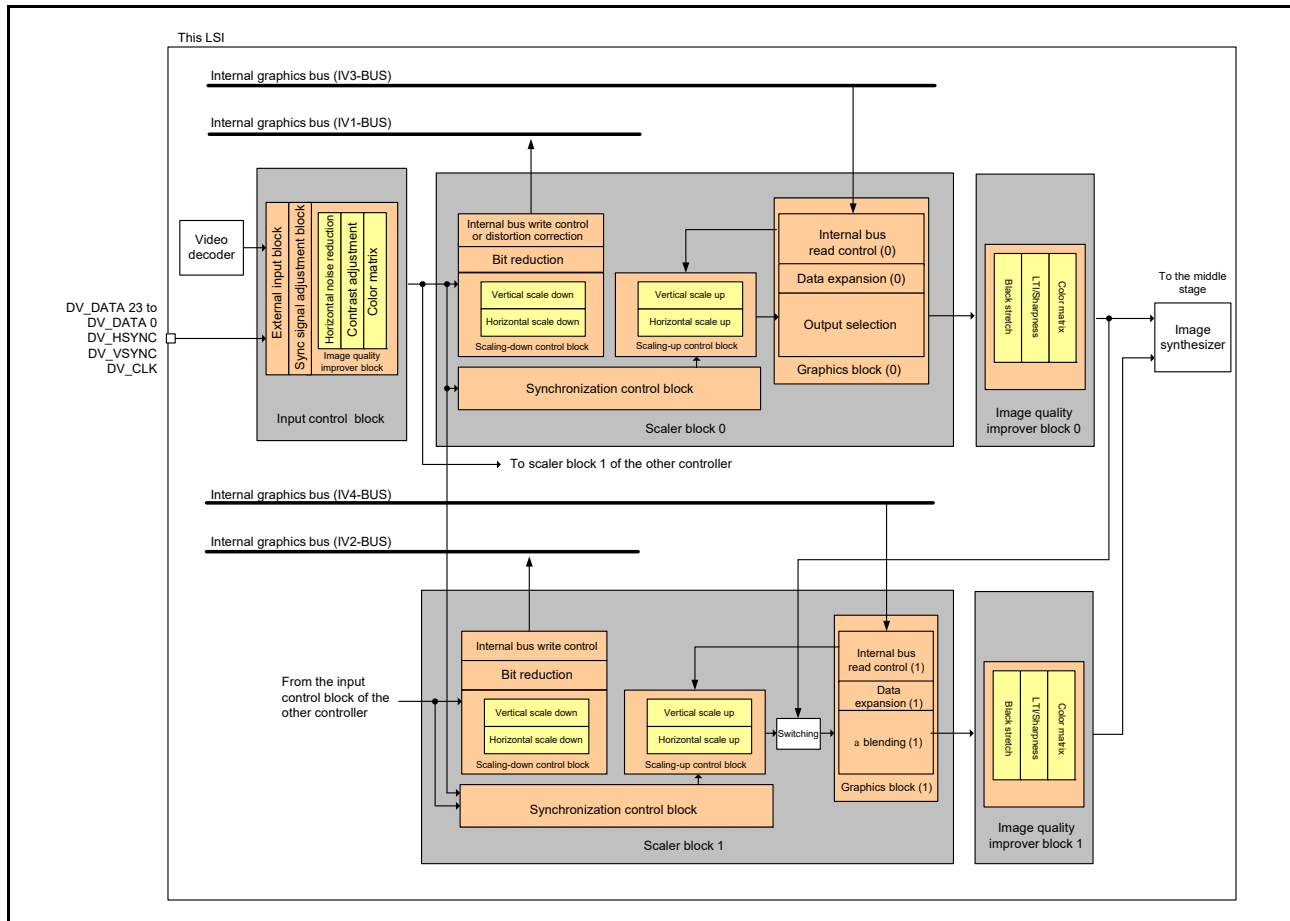 This LSI
Internal graphics bus (IV3-BUS)
Internal graphics bus (IV1-BUS)
Video
decoder
DV_DATA 23 to
DV_DATA 0
DV_HSYNC
DV_VSYNC
DV_CLK
External input block
Sync signal adjustment block
Horizontal noise reduction
Contrast adjustment
Color matrix
Image quality
improver block
Input control block
Internal bus write control
or distortion correction
Bit reduction
Vertical scale down
Horizontal scale down
Scaling-down control block
Vertical scale up
Horizontal scale up
Scaling-up control block
Synchronization control block
Internal bus
read control (0)
Data expansion (0)
Output selection
Graphics block (0)
Scaler block 0
Black stretch
LTI/Sharpness
Color matrix
Image quality
improver block 0
To the middle
stage
Image
synthesizer
To scaler block 1 of the other controller
Internal graphics bus (IV4-BUS)
Internal graphics bus (IV2-BUS)
From the input
control block of the
other controller
Internal bus write control
Bit reduction
Vertical scale down
Horizontal scale down
Scaling-down control block
Vertical scale up
Horizontal scale up
Scaling-up control block
Switching
Synchronization control block
Internal bus
read control (1)
Data
expansion (1)
a blending (1)
Graphics block (1)
Scaler block 1
Black stretch
LTI/Sharpness
Color matrix
Image quality
improver block 1